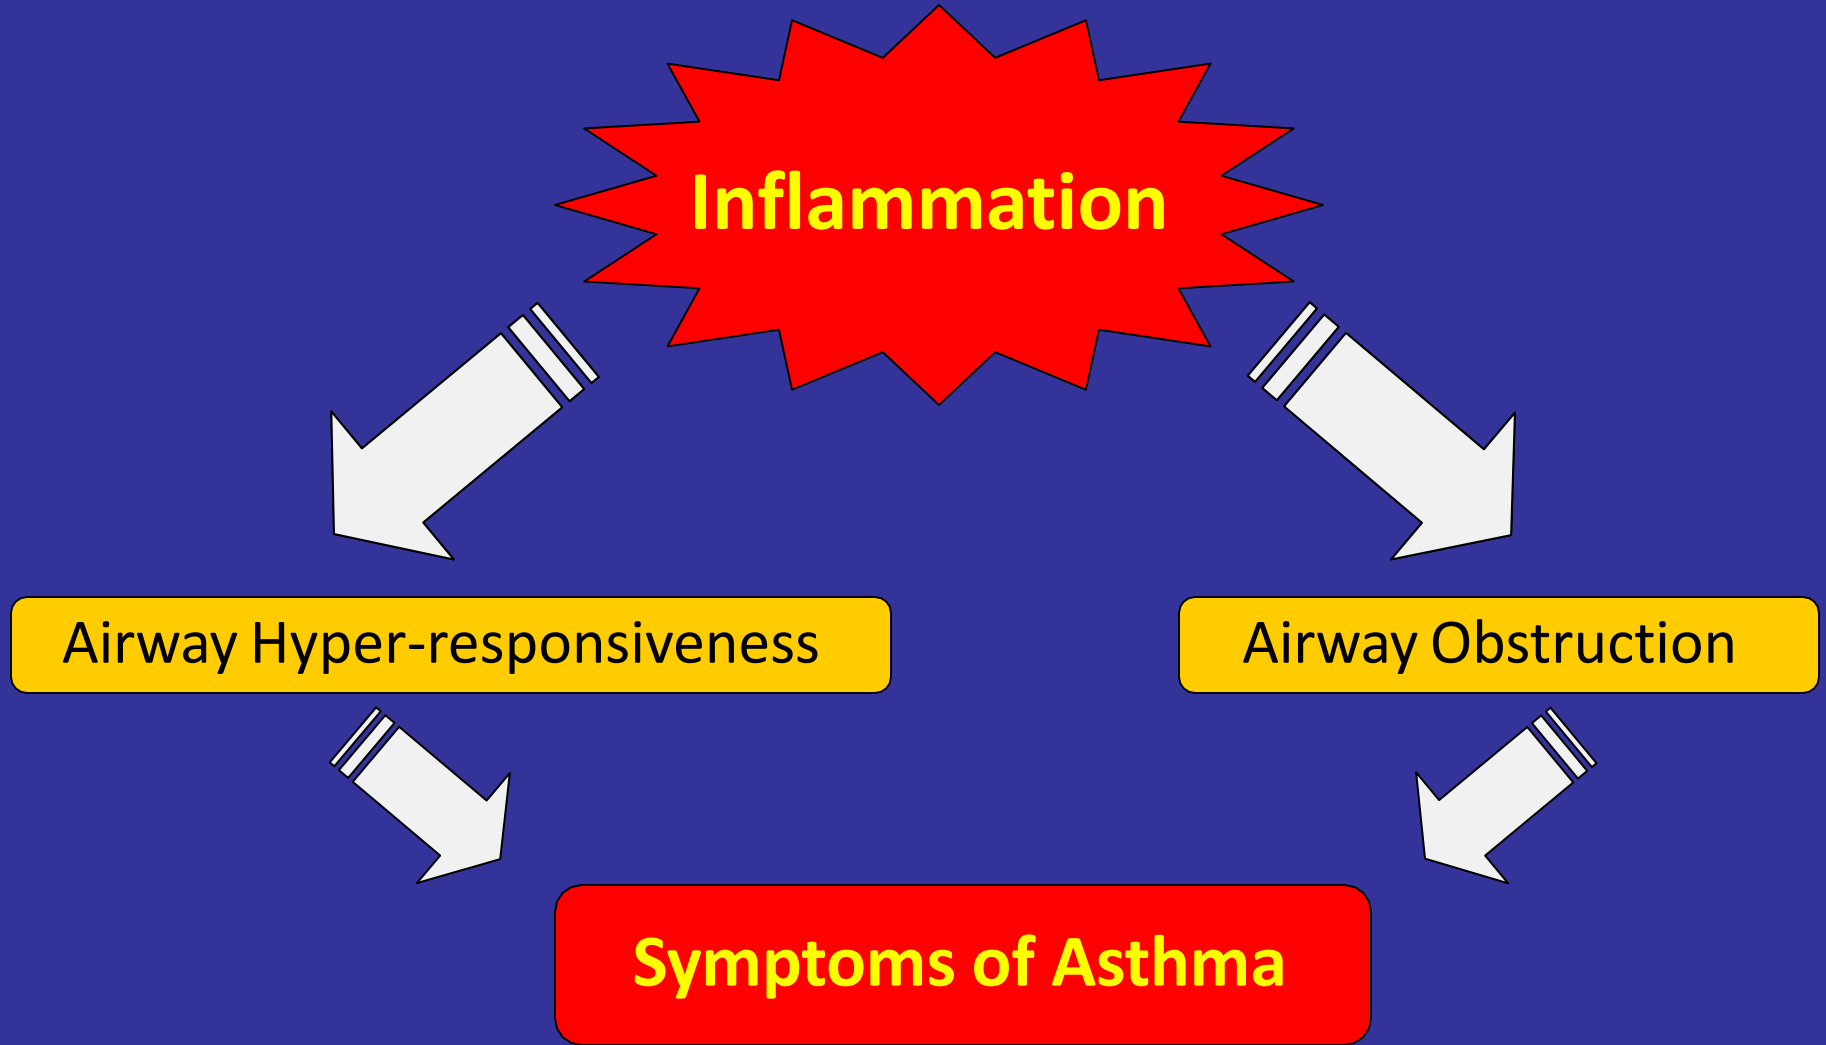 Inflammation
Airway Hyper-responsiveness
Airway Obstruction
Symptoms of Asthma